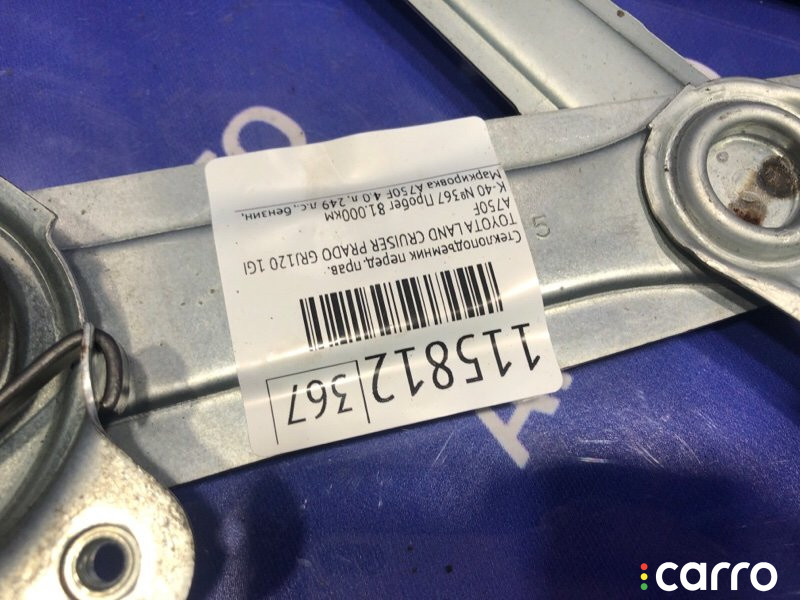 115812
367
Стеклоподъемник перед. прав.
TOYOTA LAND CRUISER PRADO GRJ120 1GR
A750F
К-40 №367 Пробег 81.000км
Маркировка A750F 4.0 л, 249 л.с., бензин,
5
carro